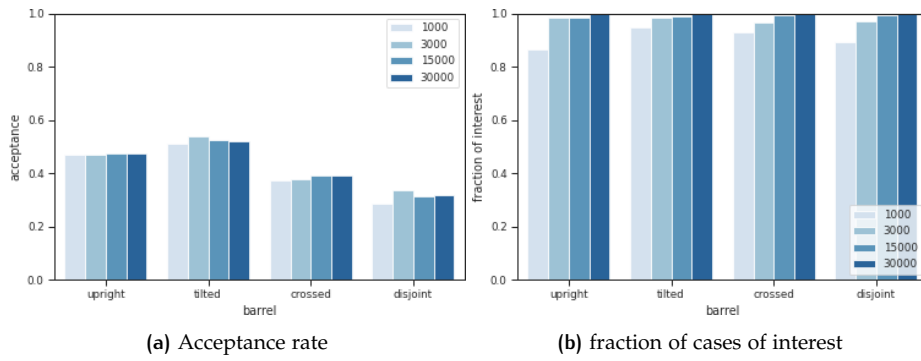 1.0
0.8
0.6
0.4
0.2
0.0
acceptance
1000
3000
15000
30000
upright tilted crossed disjoint
barrel
(a) Acceptance rate
1.0
0.8
0.6
0.4
0.2
0.0
fraction of interest
1000
3000
15000
30000
upright tilted crossed disjoint
barrel
(b) fraction of cases of interest